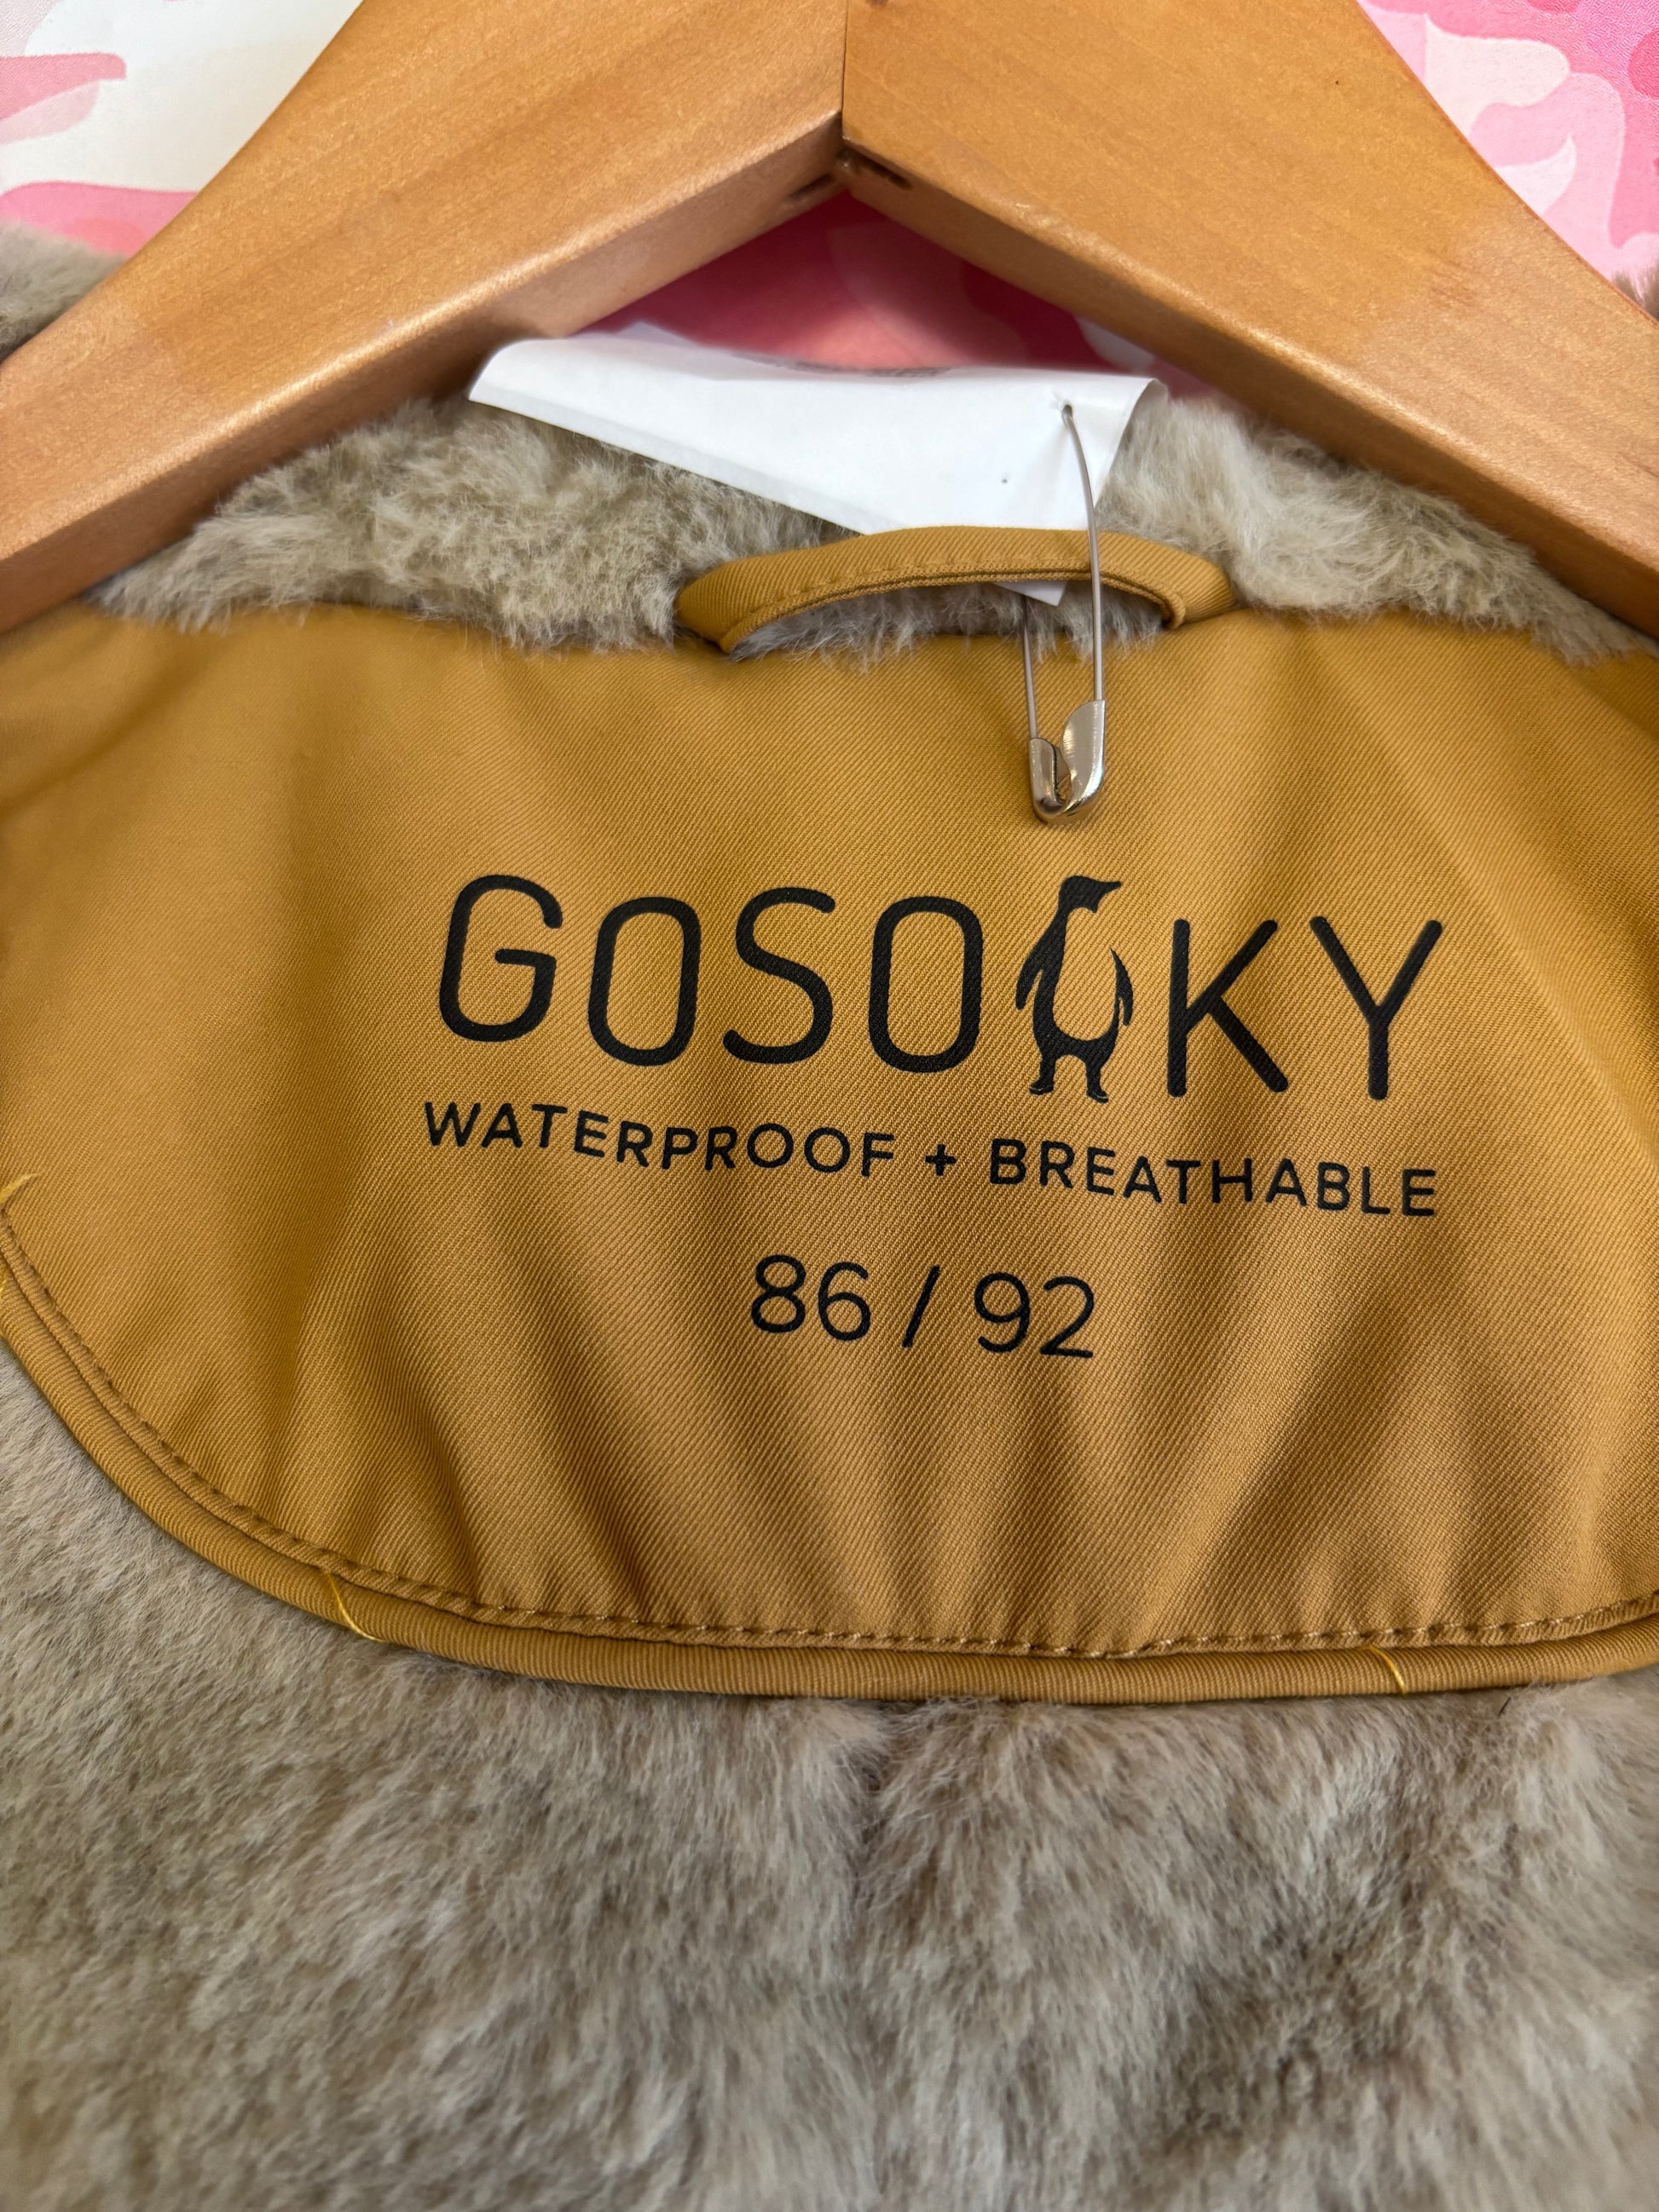 GOSOAKY
WATERPROOF + BREATHABLE
86 / 92